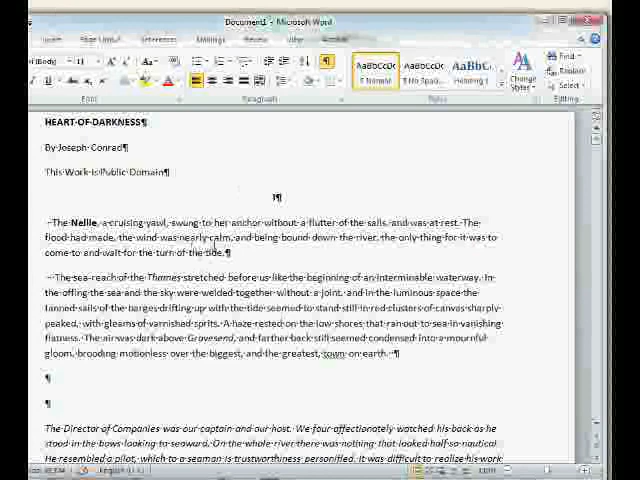 Document1 - Microsoft Word
Home Page Layout References Mailings Review View Acrobat
AaBbCcDc AaBbCcDc AaBbC
¶ Normal ¶ No Spac... Heading 1 Change Styles
Find
Replace
Select
Font Paragraph Styles Editing
HEART·OF·DARKNESS¶
By·Joseph·Conrad¶
This·Work·is·Public·Domain¶
I¶
The·Nellie,·a·cruising·yawl,·swung·to·her·anchor·without·a·flutter·of·the·sails,·and·was·at·rest.·The·
flood·had·made,·the·wind·was·nearly·calm,·and·being·bound·down·the·river,·the·only·thing·for·it·was·to·
come·to·and·wait·for·the·turn·of·the·tide.¶
The·sea-reach·of·the·Thames·stretched·before·us·like·the·beginning·of·an·interminable·waterway.·In·
the·offing·the·sea·and·the·sky·were·welded·together·without·a·joint,·and·in·the·luminous·space·the·
tanned·sails·of·the·barges·drifting·up·with·the·tide·seemed·to·stand·still·in·red·clusters·of·canvas·sharply·
peaked,·with·gleams·of·varnished·sprits.·A·haze·rested·on·the·low·shores·that·ran·out·to·sea·in·vanishing·
flatness.·The·air·was·dark·above·Gravesend,·and·farther·back·still·seemed·condensed·into·a·mournful·
gloom,·brooding·motionless·over·the·biggest,·and·the·greatest,·town·on·earth.·¶
¶
¶
The·Director·of·Companies·was·our·captain·and·our·host.·We·four·affectionately·watched·his·back·as·he·
stood·in·the·bows·looking·to·seaward.·On·the·whole·river·there·was·nothing·that·looked·half·so·nautical.·
He·resembled·a·pilot,·which·to·a·seaman·is·trustworthiness·personified.·It·was·difficult·to·realize·his·work·
English (U.S.)